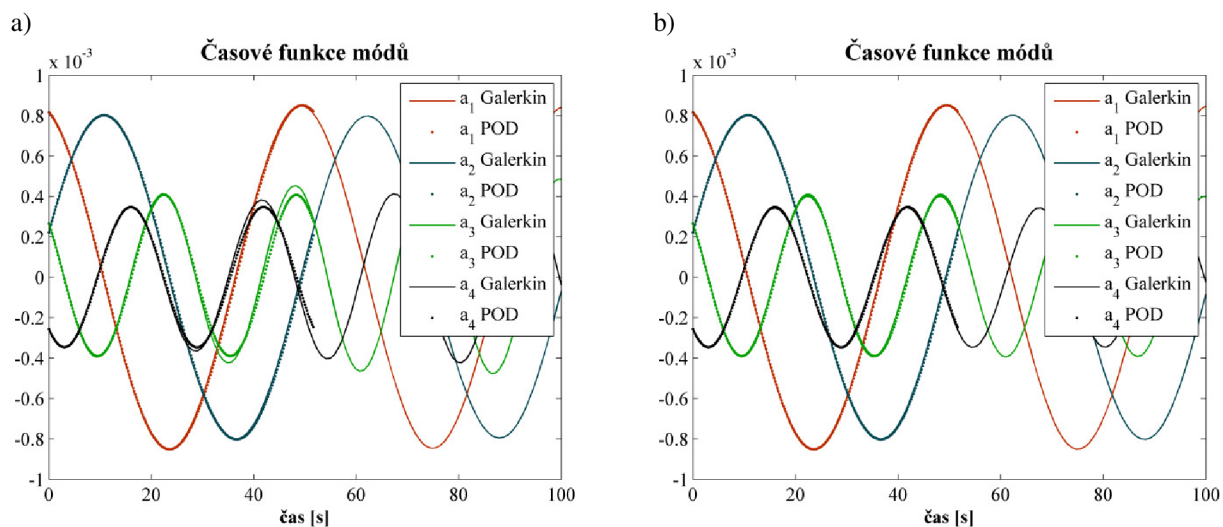 a)
Časové funkce módů
x 10⁻³
1
0.8
0.6
0.4
0.2
0
-0.2
-0.4
-0.6
-0.8
-1
0 20 40 60 80 100
čas [s]
a₁ Galerkin
a₁ POD
a₂ Galerkin
a₂ POD
a₃ Galerkin
a₃ POD
a₄ Galerkin
a₄ POD
b)
Časové funkce módů
x 10⁻³
1
0.8
0.6
0.4
0.2
0
-0.2
-0.4
-0.6
-0.8
-1
0 20 40 60 80 100
čas [s]
a₁ Galerkin
a₁ POD
a₂ Galerkin
a₂ POD
a₃ Galerkin
a₃ POD
a₄ Galerkin
a₄ POD